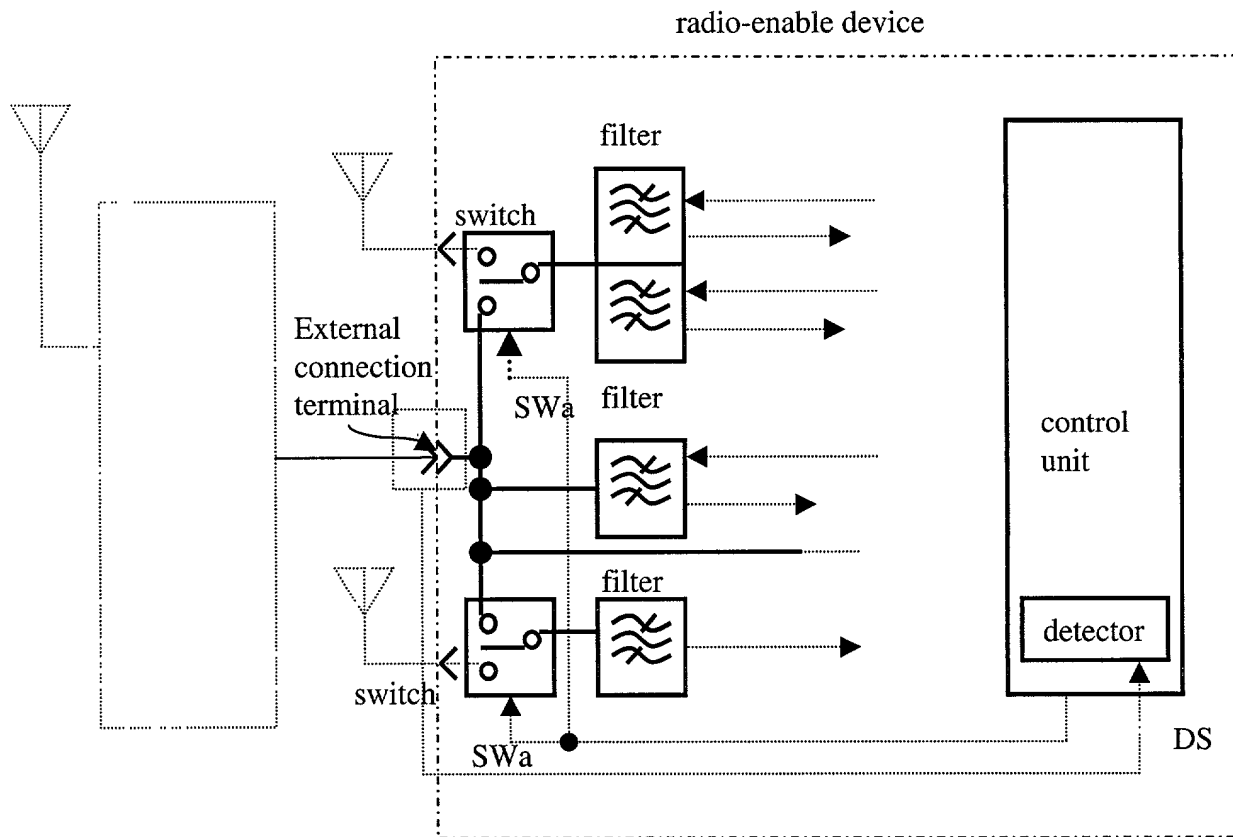 radio-enable device
filter
switch
External
connection
terminal
SWa
filter
control
unit
filter
detector
switch
SWa
DS